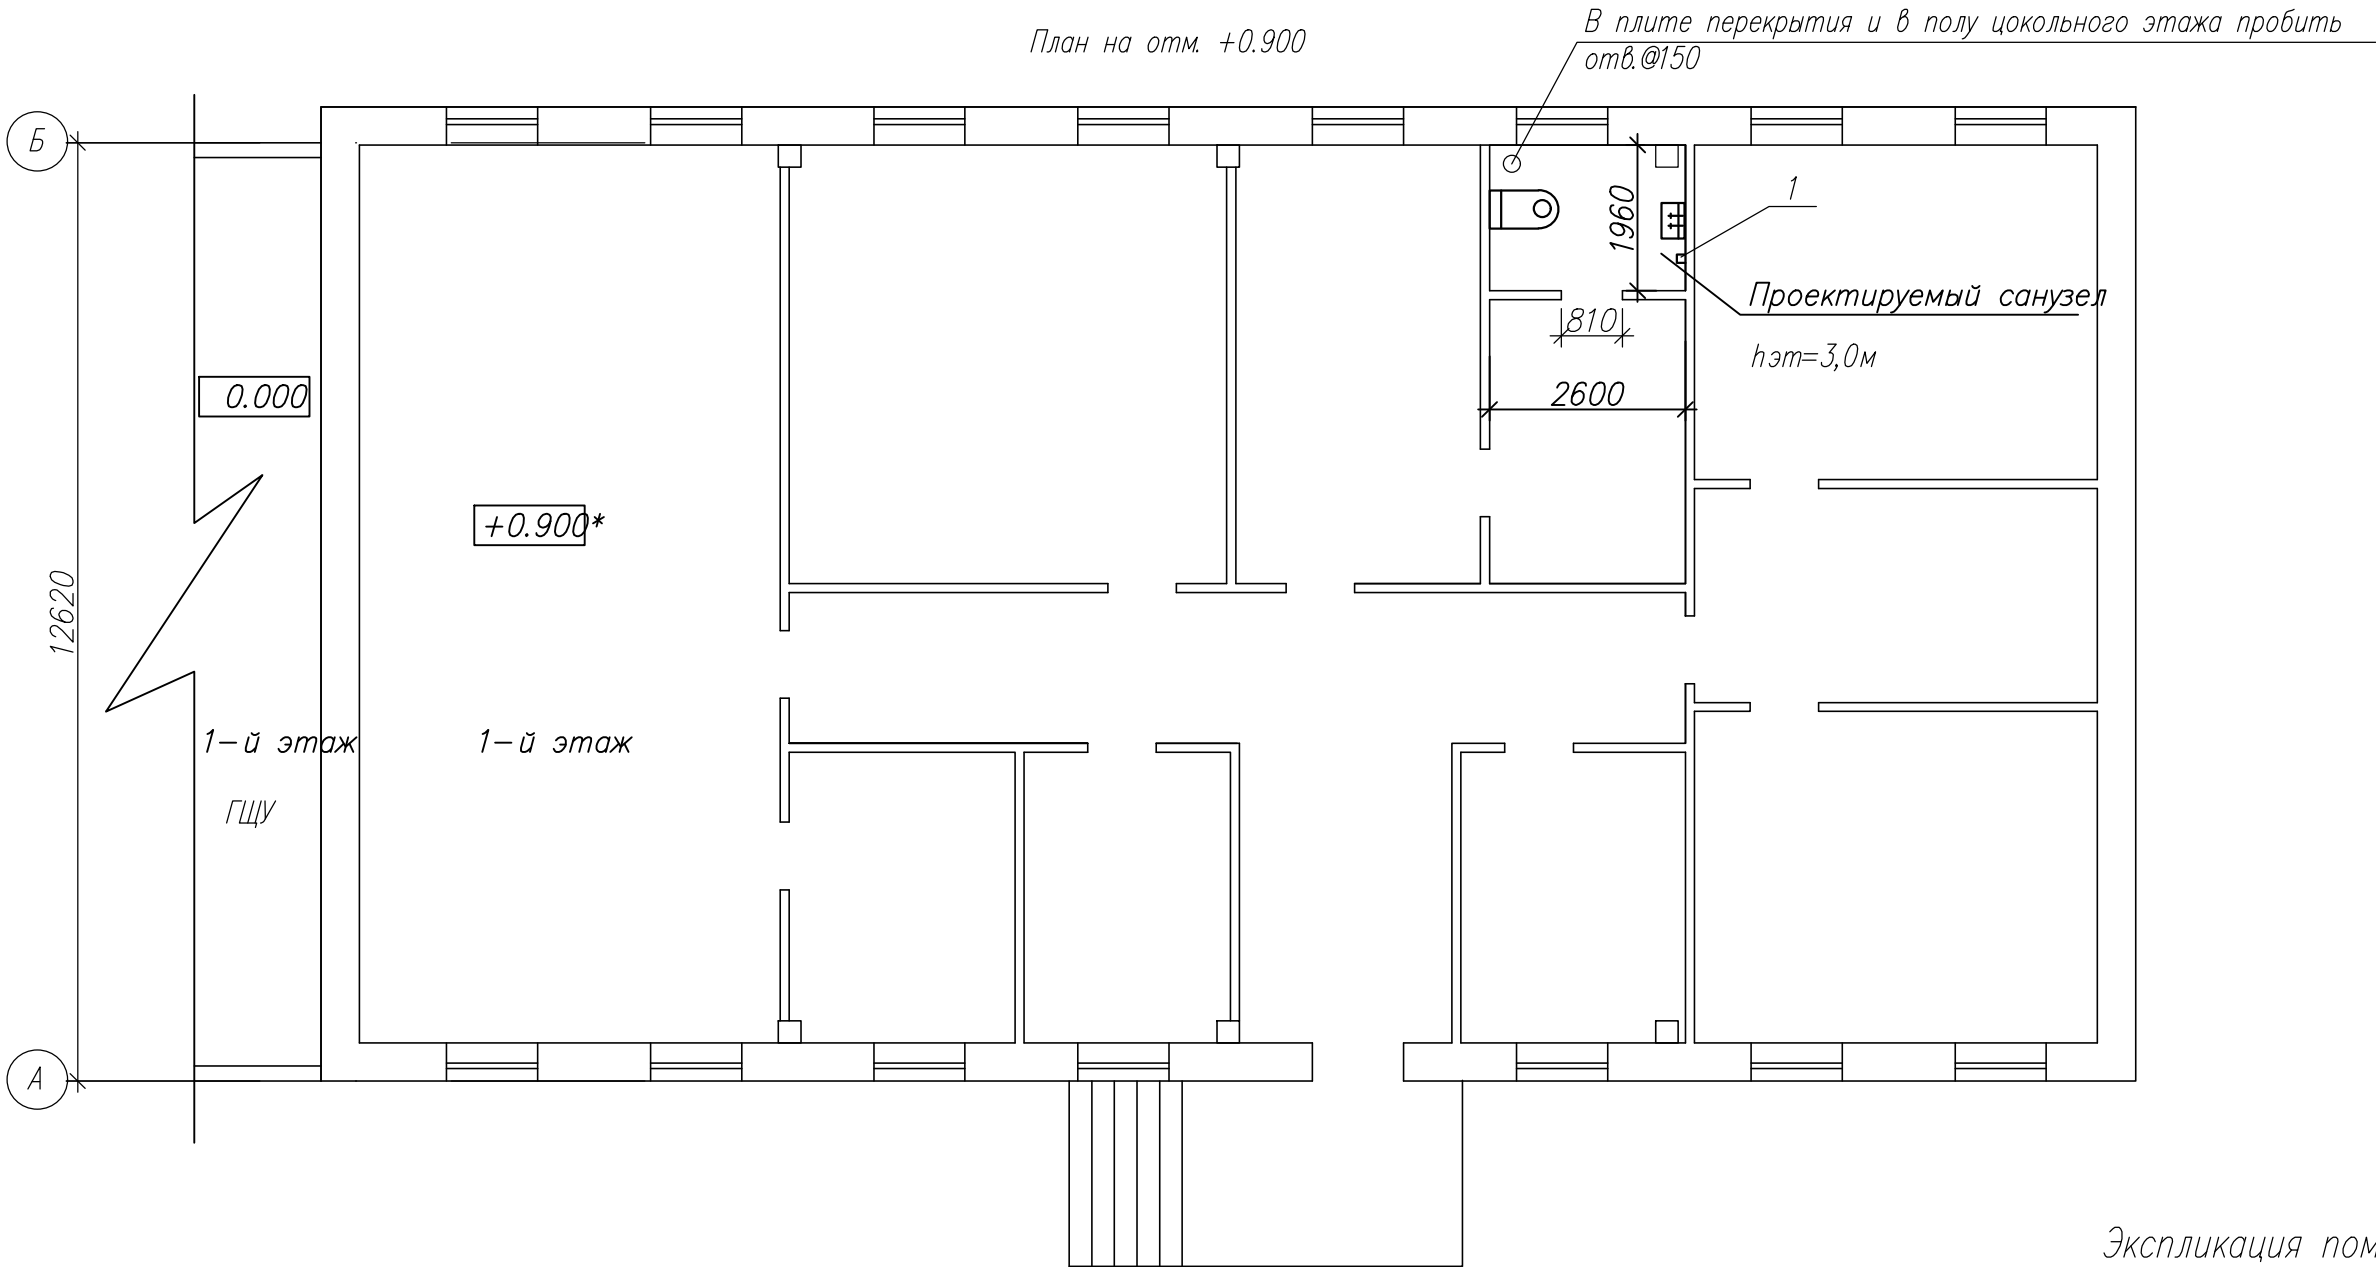 В плите перекрытия и в полу цокольного этажа пробить
отв.@150
План на отм. +0.900
Б
1
1960
Проектируемый санузел
810
hэт=3,0м
0.000
2600
+0.900*
12620
1-й этаж
1-й этаж
ГЩУ
А
Экспликация пом